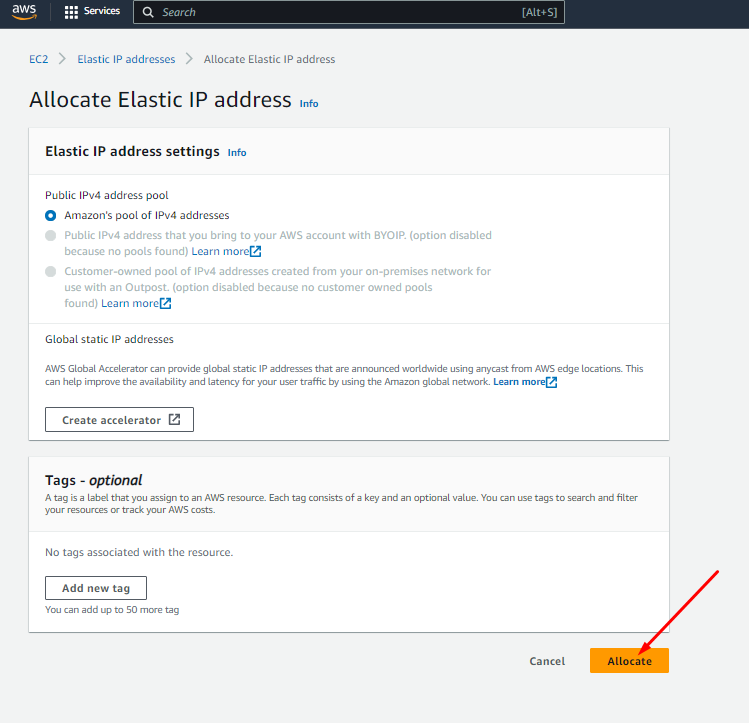 aws
Services
Search
[Alt+S]
EC2
Elastic IP addresses
Allocate Elastic IP address
Allocate Elastic IP address Info
Elastic IP address settings Info
Public IPv4 address pool
Amazon's pool of IPv4 addresses
Public IPv4 address that you bring to your AWS account with BYOIP. (option disabled
because no pools found) Learn more
Customer-owned pool of IPv4 addresses created from your on-premises network for
use with an Outpost. (option disabled because no customer owned pools
found) Learn more
Global static IP addresses
AWS Global Accelerator can provide global static IP addresses that are announced worldwide using anycast from AWS edge locations. This
can help improve the availability and latency for your user traffic by using the Amazon global network. Learn more
Create accelerator
Tags - optional
A tag is a label that you assign to an AWS resource. Each tag consists of a key and an optional value. You can use tags to search and filter
your resources or track your AWS costs.
No tags associated with the resource.
Add new tag
You can add up to 50 more tag
Cancel
Allocate